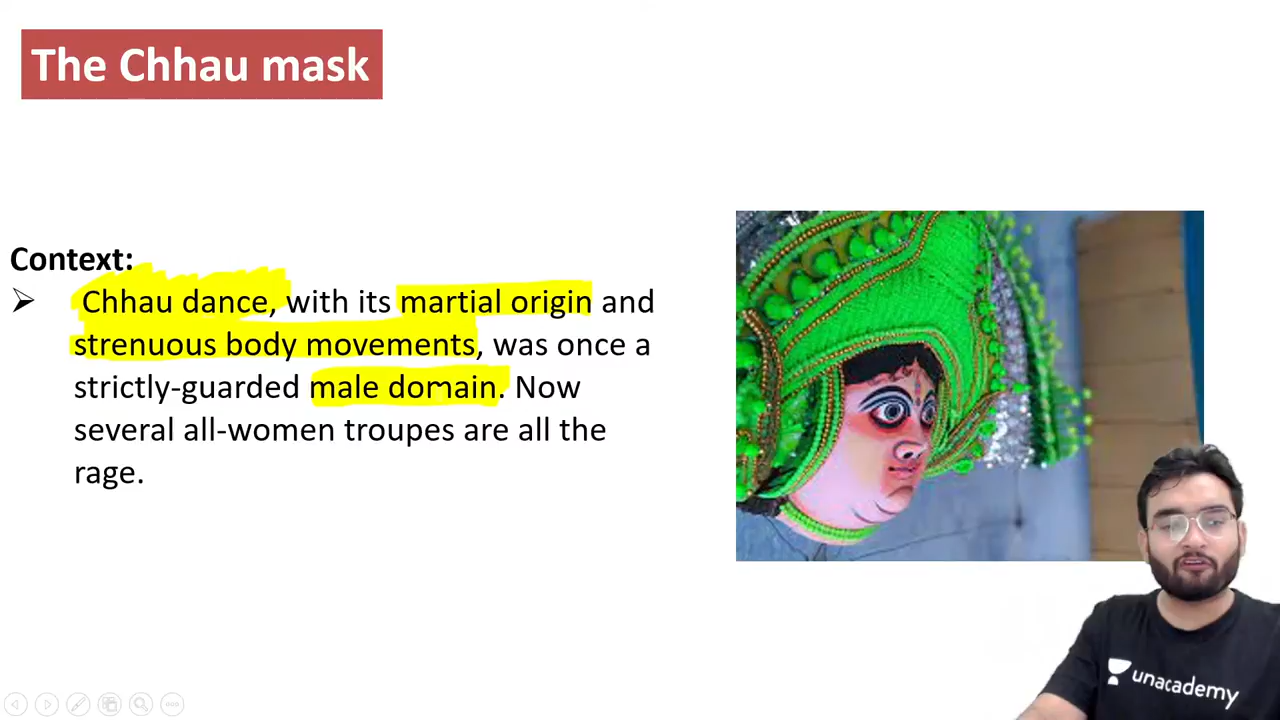 The Chhau mask
Context:
➢ Chhau dance, with its martial origin and
strenuous body movements, was once a
strictly-guarded male domain. Now
several all-women troupes are all the
rage.
unacademy